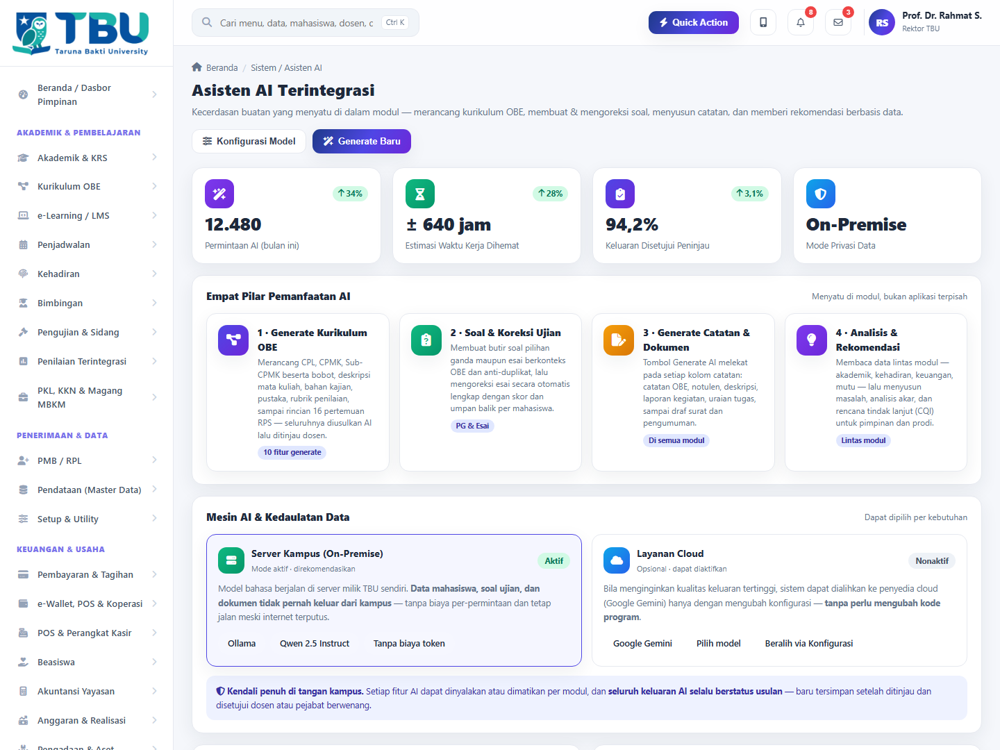 TBU
Taruna Bakti University
Cari menu, data, mahasiswa, dosen, c
Ctrl K
Quick Action
8
3
RS
Prof. Dr. Rahmat S.
Rektor TBU
Beranda / Dasbor
Pimpinan
AKADEMIK & PEMBELAJARAN
Akademik & KRS
Kurikulum OBE
e-Learning / LMS
Penjadwalan
Kehadiran
Bimbingan
Pengujian & Sidang
Penilaian Terintegrasi
PKL, KKN & Magang
MBKM
PENERIMAAN & DATA
PMB / RPL
Pendataan (Master Data)
Setup & Utility
KEUANGAN & USAHA
Pembayaran & Tagihan
e-Wallet, POS & Koperasi
POS & Perangkat Kasir
Beasiswa
Akuntansi Yayasan
Anggaran & Realisasi
Pengadaan & Aset
Beranda / Sistem / Asisten AI
Asisten AI Terintegrasi
Kecerdasan buatan yang menyatu di dalam modul — merancang kurikulum OBE, membuat & mengoreksi soal, menyusun catatan, dan memberi rekomendasi berbasis data.
Konfigurasi Model
Generate Baru
↑34%
12.480
Permintaan AI (bulan ini)
↑28%
± 640 jam
Estimasi Waktu Kerja Dihemat
↑3,1%
94,2%
Keluaran Disetujui Peninjau
On-Premise
Mode Privasi Data
Empat Pilar Pemanfaatan AI
Menyatu di modul, bukan aplikasi terpisah
1 · Generate Kurikulum
OBE
Merancang CPL, CPMK, Sub-
CPMK beserta bobot, deskripsi
mata kuliah, bahan kajian,
pustaka, rubrik penilaian,
sampai rincian 16 pertemuan
RPS — seluruhnya diusulkan AI
lalu ditinjau dosen.
10 fitur generate
2 · Soal & Koreksi Ujian
Membuat butir soal pilihan
ganda maupun esai berkonteks
OBE dan anti-duplikat, lalu
mengoreksi esai secara otomatis
lengkap dengan skor dan
umpan balik per mahasiswa.
PG & Esai
3 · Generate Catatan &
Dokumen
Tombol Generate AI melekat
pada setiap kolom catatan:
catatan OBE, notulen, deskripsi,
laporan kegiatan, uraian tugas,
sampai draf surat dan
pengumuman.
Di semua modul
4 · Analisis &
Rekomendasi
Membaca data lintas modul —
akademik, kehadiran, keuangan,
mutu — lalu menyusun
masalah, analisis akar, dan
rencana tindak lanjut (CQI)
untuk pimpinan dan prodi.
Lintas modul
Mesin AI & Kedaulatan Data
Dapat dipilih per kebutuhan
Server Kampus (On-Premise)
Mode aktif · direkomendasikan
Aktif
Model bahasa berjalan di server milik TBU sendiri. Data mahasiswa, soal ujian, dan
dokumen tidak pernah keluar dari kampus — tanpa biaya per-permintaan dan tetap
jalan meski internet terputus.
Ollama
Qwen 2.5 Instruct
Tanpa biaya token
Layanan Cloud
Opsional · dapat diaktifkan
Nonaktif
Bila menginginkan kualitas keluaran tertinggi, sistem dapat dialihkan ke penyedia cloud
(Google Gemini) hanya dengan mengubah konfigurasi — tanpa perlu mengubah kode
program.
Google Gemini
Pilih model
Beralih via Konfigurasi
Kendali penuh di tangan kampus. Setiap fitur AI dapat dinyalakan atau dimatikan per modul, dan seluruh keluaran AI selalu berstatus usulan — baru tersimpan setelah ditinjau dan
disetujui dosen atau pejabat berwenang.